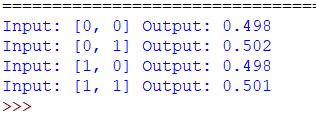 ================================
Input: [0, 0] Output: 0.498
Input: [0, 1] Output: 0.502
Input: [1, 0] Output: 0.498
Input: [1, 1] Output: 0.501
>>>